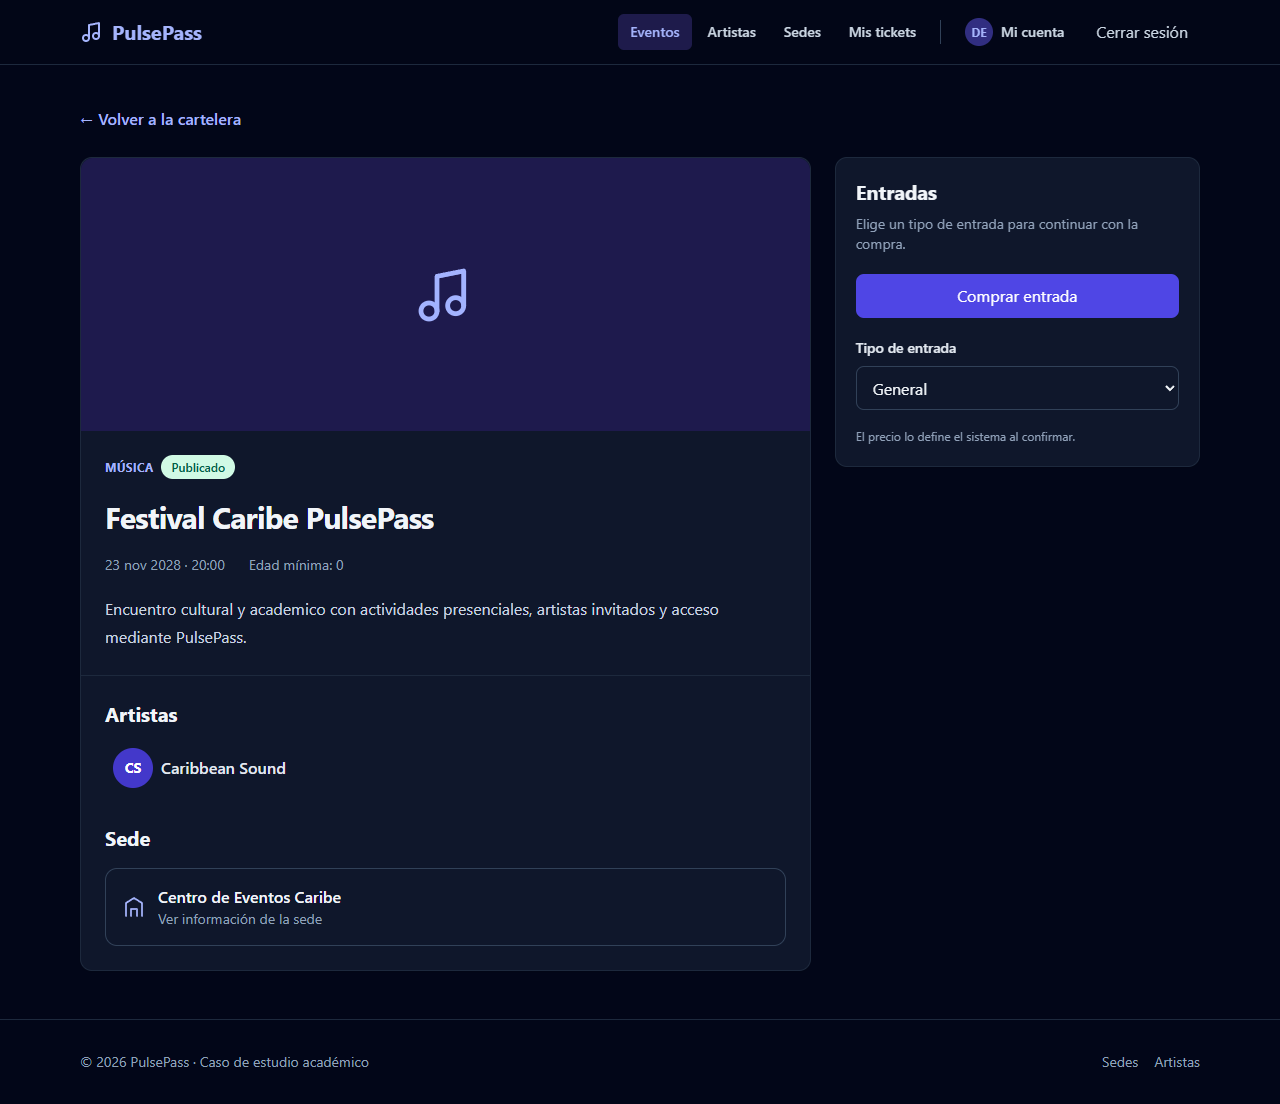 PulsePass
Eventos
Artistas
Sedes
Mis tickets
DE
Mi cuenta
Cerrar sesión
← Volver a la cartelera
MÚSICA
Publicado
Festival Caribe PulsePass
23 nov 2028 · 20:00
Edad mínima: 0
Encuentro cultural y academico con actividades presenciales, artistas invitados y acceso
mediante PulsePass.
Artistas
CS
Caribbean Sound
Sede
Centro de Eventos Caribe
Ver información de la sede
Entradas
Elige un tipo de entrada para continuar con la
compra.
Comprar entrada
Tipo de entrada
General
El precio lo define el sistema al confirmar.
© 2026 PulsePass · Caso de estudio académico
Sedes
Artistas